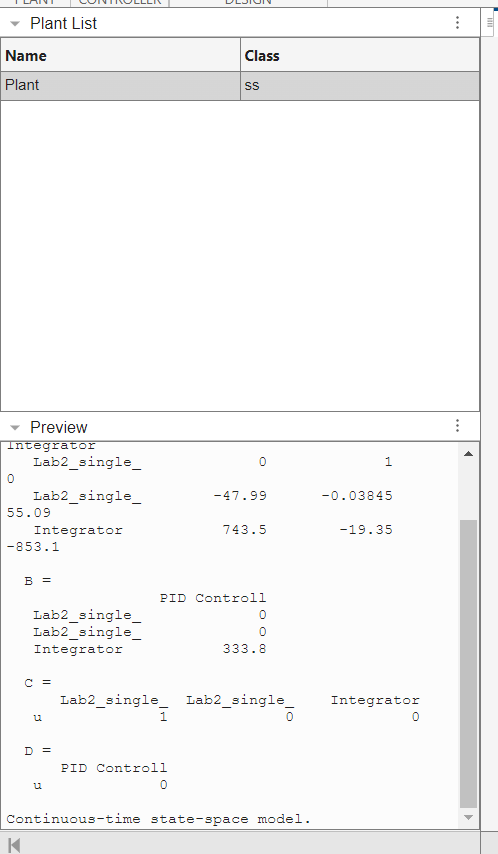 PLANT CONTROLLER DESIGN
Plant List
Name Class
Plant ss
Preview
Integrator
Lab2_single_ 0 1
0
Lab2_single_ -47.99 -0.03845
55.09
Integrator 743.5 -19.35
-853.1
B =
PID Controll
Lab2_single_ 0
Lab2_single_ 0
Integrator 333.8
C =
Lab2_single_ Lab2_single_ Integrator
u 1 0 0
D =
PID Controll
u 0
Continuous-time state-space model.